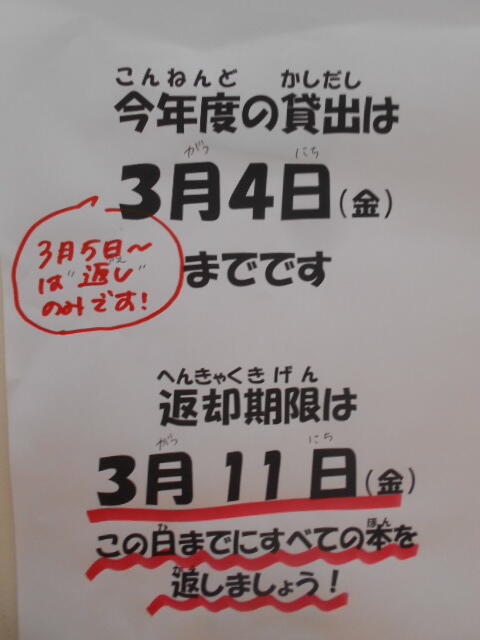 こんねんど かしだし
今年度の貸出は
がつ にち
3月4日(金)
までです
3月5日～
かえ
は"返し"
のみです!
へんきゃくきげん
返却期限は
がつ にち
3月11日(金)
ひ ほん
この日までにすべての本を
かえ
返しましょう!